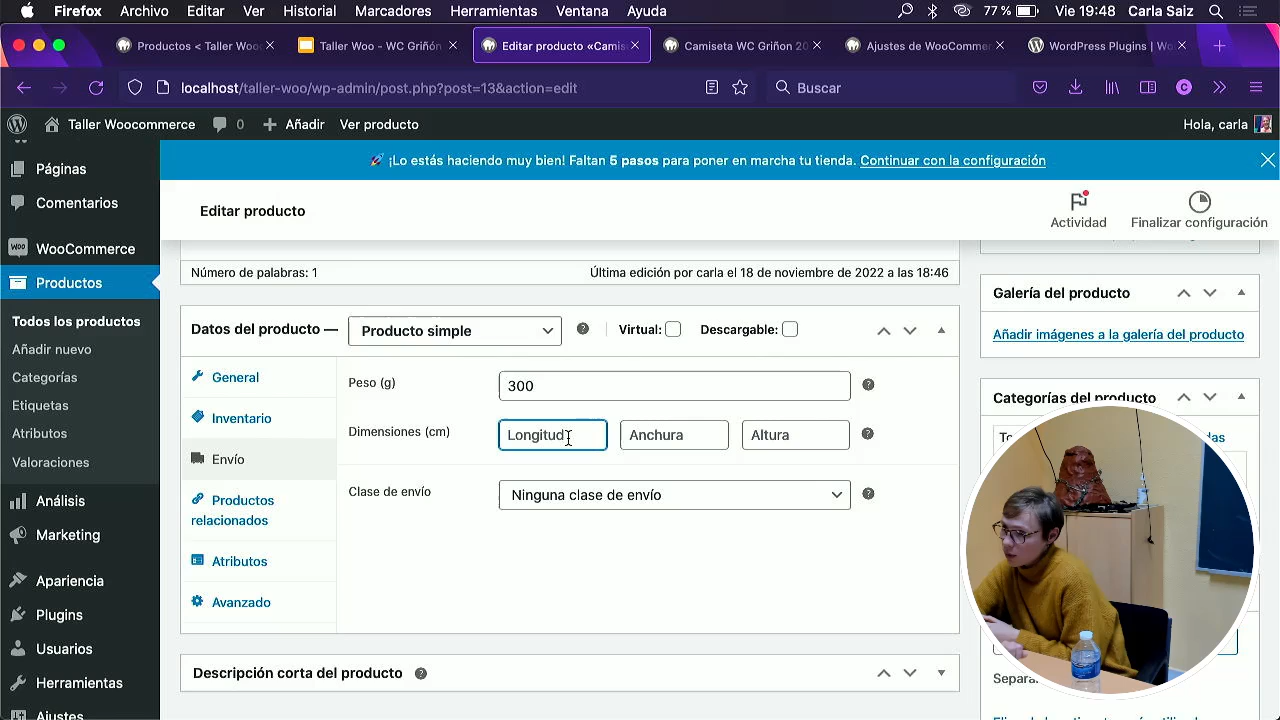 Firefox Archivo Editar Ver Historial Marcadores Herramientas Ventana Ayuda 77 % Vie 19:48 Carla Saiz
Productos ‹ Taller Woo
Taller Woo - WC Griñón
Editar producto «Camis
Camiseta WC Griñon 20
Ajustes de WooCommer
WordPress Plugins | Wo
localhost/taller-woo/wp-admin/post.php?post=13&action=edit
Buscar
C
Taller Woocommerce 0 Añadir Ver producto Hola, carla
Páginas
Comentarios
WooCommerce
Productos
Todos los productos
Añadir nuevo
Categorías
Etiquetas
Atributos
Valoraciones
Análisis
Marketing
Apariencia
Plugins
Usuarios
Herramientas
Ajustes
🚀 ¡Lo estás haciendo muy bien! Faltan 5 pasos para poner en marcha tu tienda. Continuar con la configuración
Editar producto
Actividad
Finalizar configuración
Número de palabras: 1
Última edición por carla el 18 de noviembre de 2022 a las 18:46
Datos del producto — Producto simple Virtual: Descargable:
General
Inventario
Envío
Productos relacionados
Atributos
Avanzado
Peso (g) 300
Dimensiones (cm) Longitud Anchura Altura
Clase de envío Ninguna clase de envío
Descripción corta del producto
Galería del producto
Añadir imágenes a la galería del producto
Categorías del producto
Separa